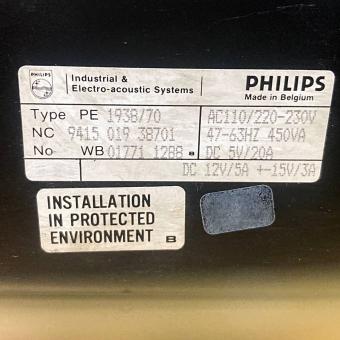 PHILIPS
Industrial &
Electro-acoustic Systems
PHILIPS
Made in Belgium
Type PE 1938/70 AC110/220-230V
NC 9415 019 38701 47-63HZ 450VA
No WB 01771 1288 DC 5V/20A
DC 12V/5A +-15V/3A
INSTALLATION
IN PROTECTED
ENVIRONMENT B